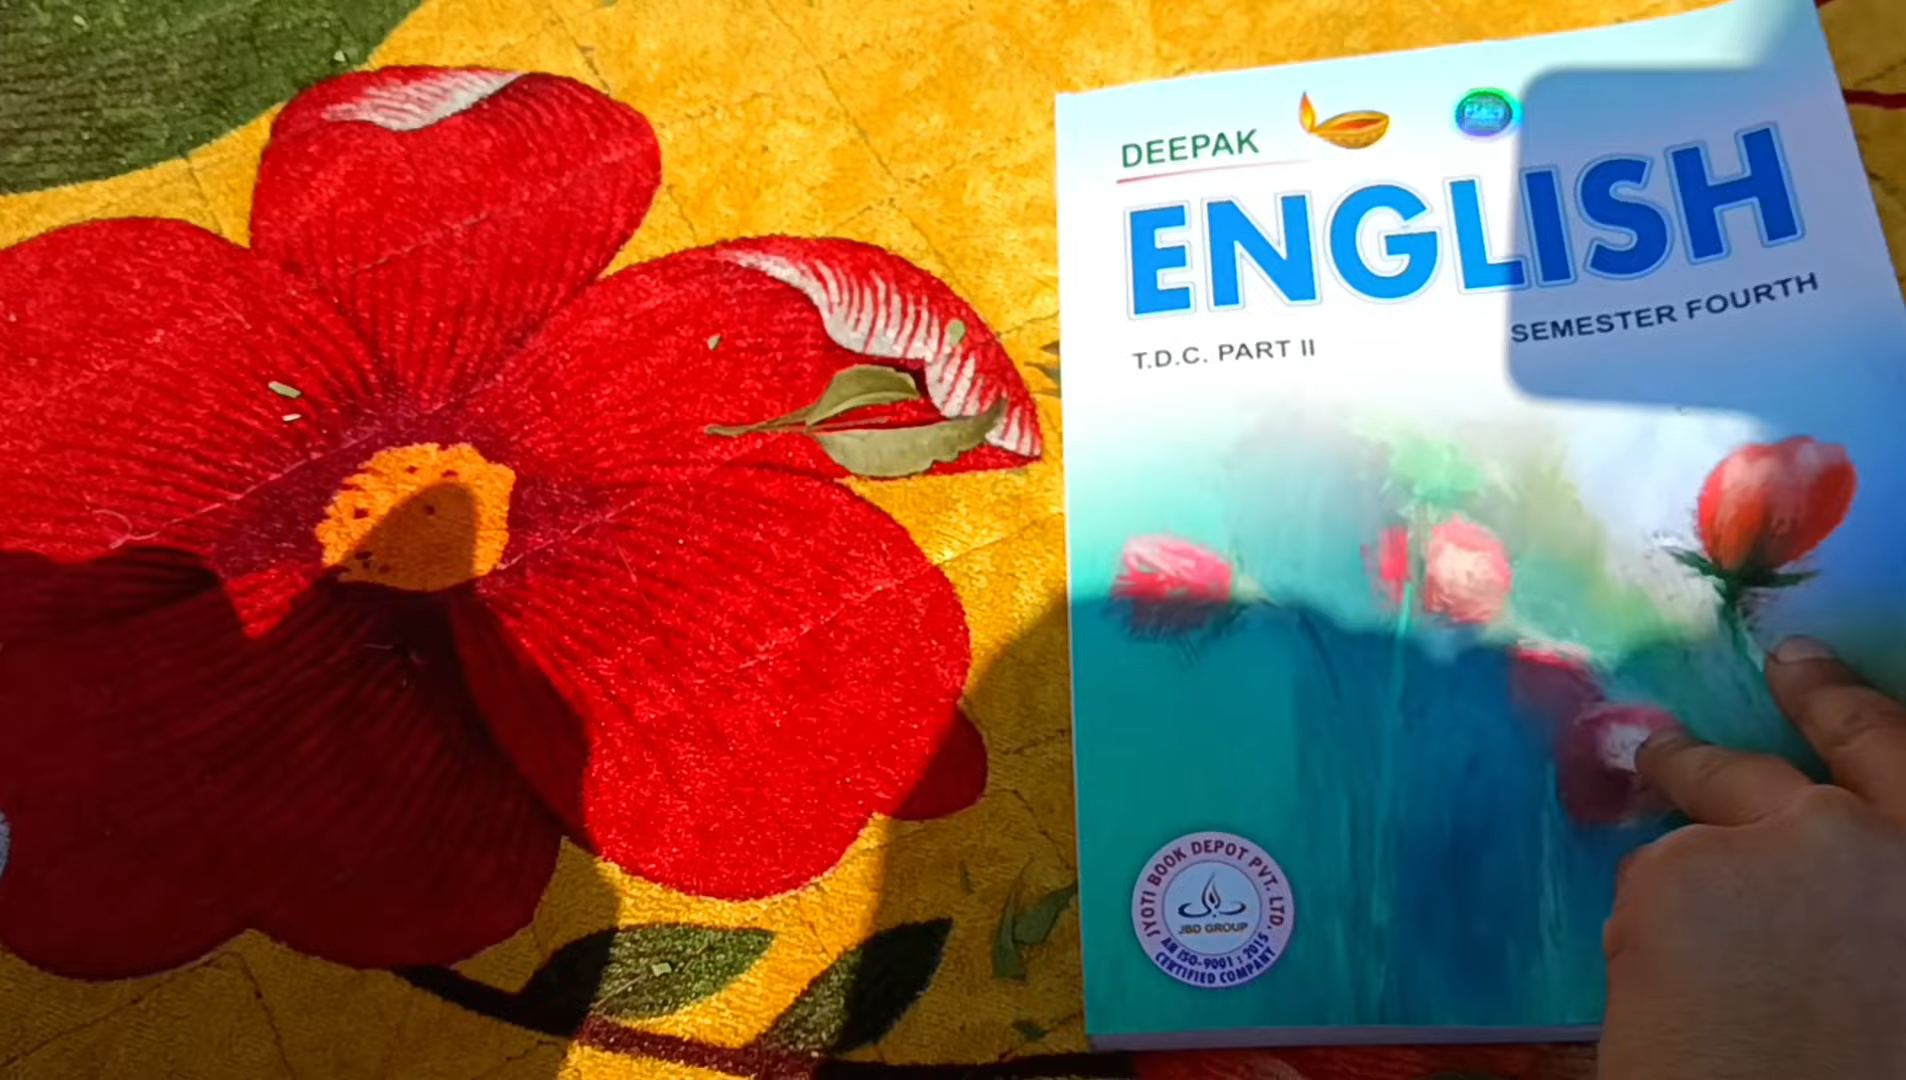 DEEPAK
ENGLISH
T.D.C. PART II
SEMESTER FOURTH
JYOTI BOOK DEPOT PVT. LTD.
JBD GROUP
AN ISO-9001 : 2015
CERTIFIED COMPANY